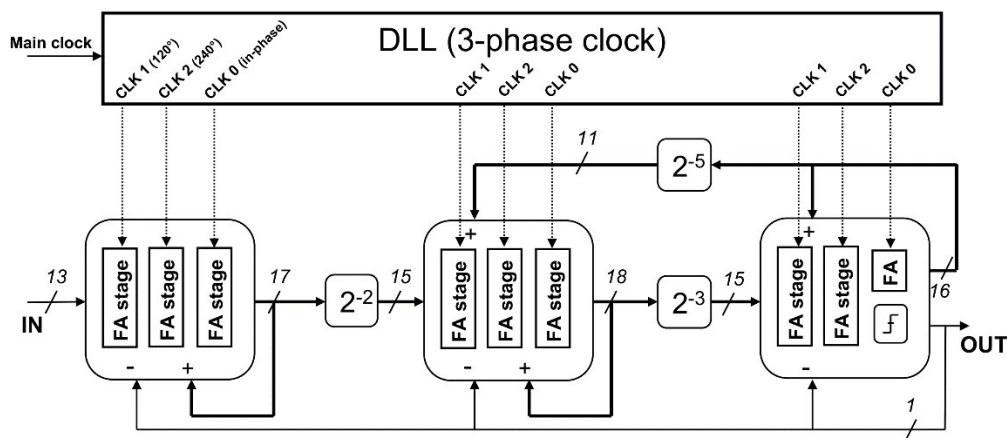 DLL (3-phase clock)
Main clock
CLK 1 (120°)
CLK 2 (240°)
CLK 0 (in-phase)
CLK 1
CLK 2
CLK 0
CLK 1
CLK 2
CLK 0
11
2-5
+
+
13
IN
FA stage
FA stage
FA stage
17
2-2
15
FA stage
FA stage
FA stage
18
2-3
15
FA stage
FA stage
FA
16
OUT
- +
- +
-
1